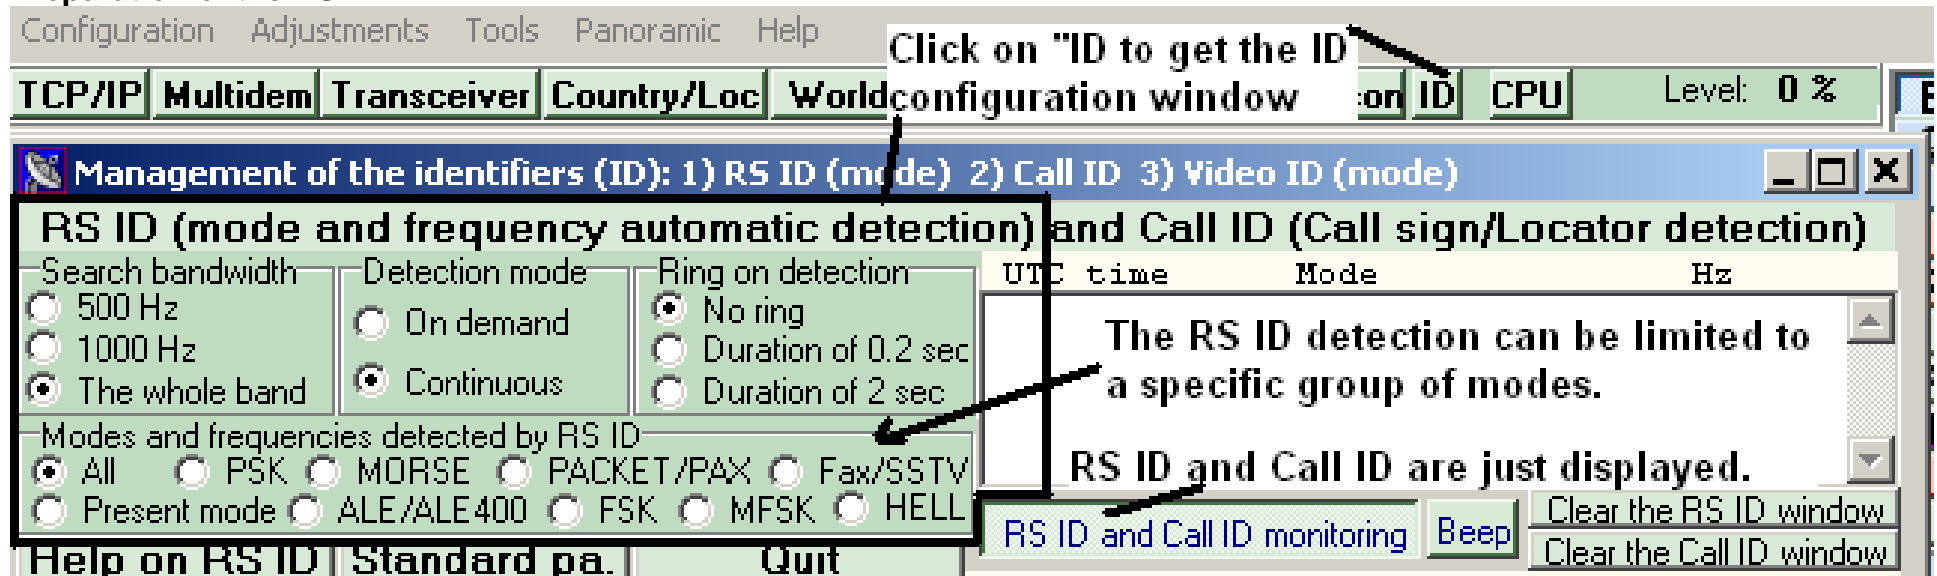 Configuration Adjustments Tools Panoramic Help
Click on "ID to get the ID
configuration window
TCP/IP Multidem Transceiver Country/Loc World ID CPU Level: 0 %
Management of the identifiers (ID): 1) RS ID (mode) 2) Call ID 3) Video ID (mode)
RS ID (mode and frequency automatic detection) and Call ID (Call sign/Locator detection)
Search bandwidth Detection mode Ring on detection UTC time Mode Hz
500 Hz On demand No ring
1000 Hz Duration of 0.2 sec
The whole band Continuous Duration of 2 sec
The RS ID detection can be limited to
a specific group of modes.
Modes and frequencies detected by RS ID
All PSK MORSE PACKET/PAX Fax/SSTV
Present mode ALE/ALE400 FSK MFSK HELL
RS ID and Call ID are just displayed.
RS ID and Call ID monitoring Beep Clear the RS ID window
Clear the Call ID window
Help on RS ID Standard pa. Quit